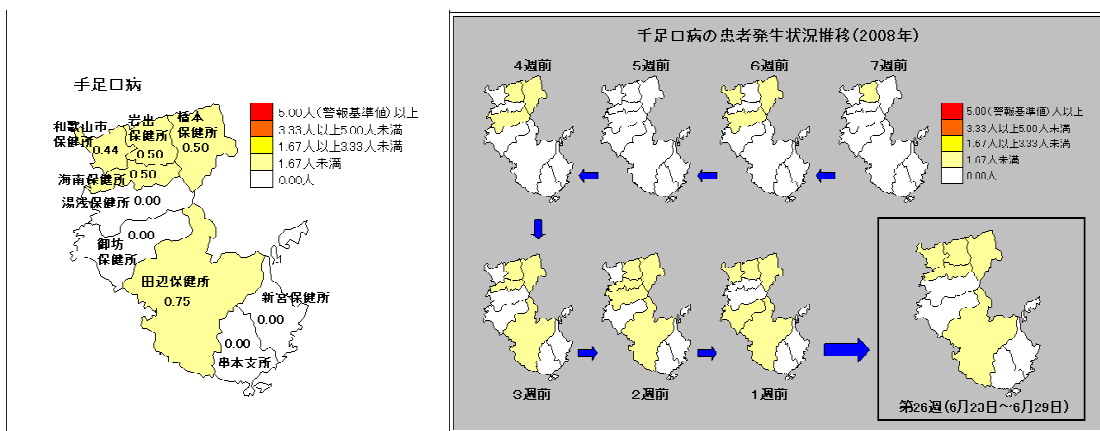 手足口病
和歌山市
保健所
0.44
岩出
保健所
0.50
橋本
保健所
0.50
海南保健所
0.50
湯浅保健所
0.00
御坊
保健所
0.00
田辺保健所
0.75
新宮保健所
0.00
0.00
串本支所
5.00人(警報基準値)以上
3.33人以上5.00人未満
1.67人以上3.33人未満
1.67人未満
0.00人
手足口病の患者発生状況推移(2008年)
4週前
5週前
6週前
7週前
5.00(警報基準値)人以上
3.33人以上5.00人未満
1.67人以上3.33人未満
1.67人未満
0.00人
3週前
2週前
1週前
第26週(6月23日~6月29日)